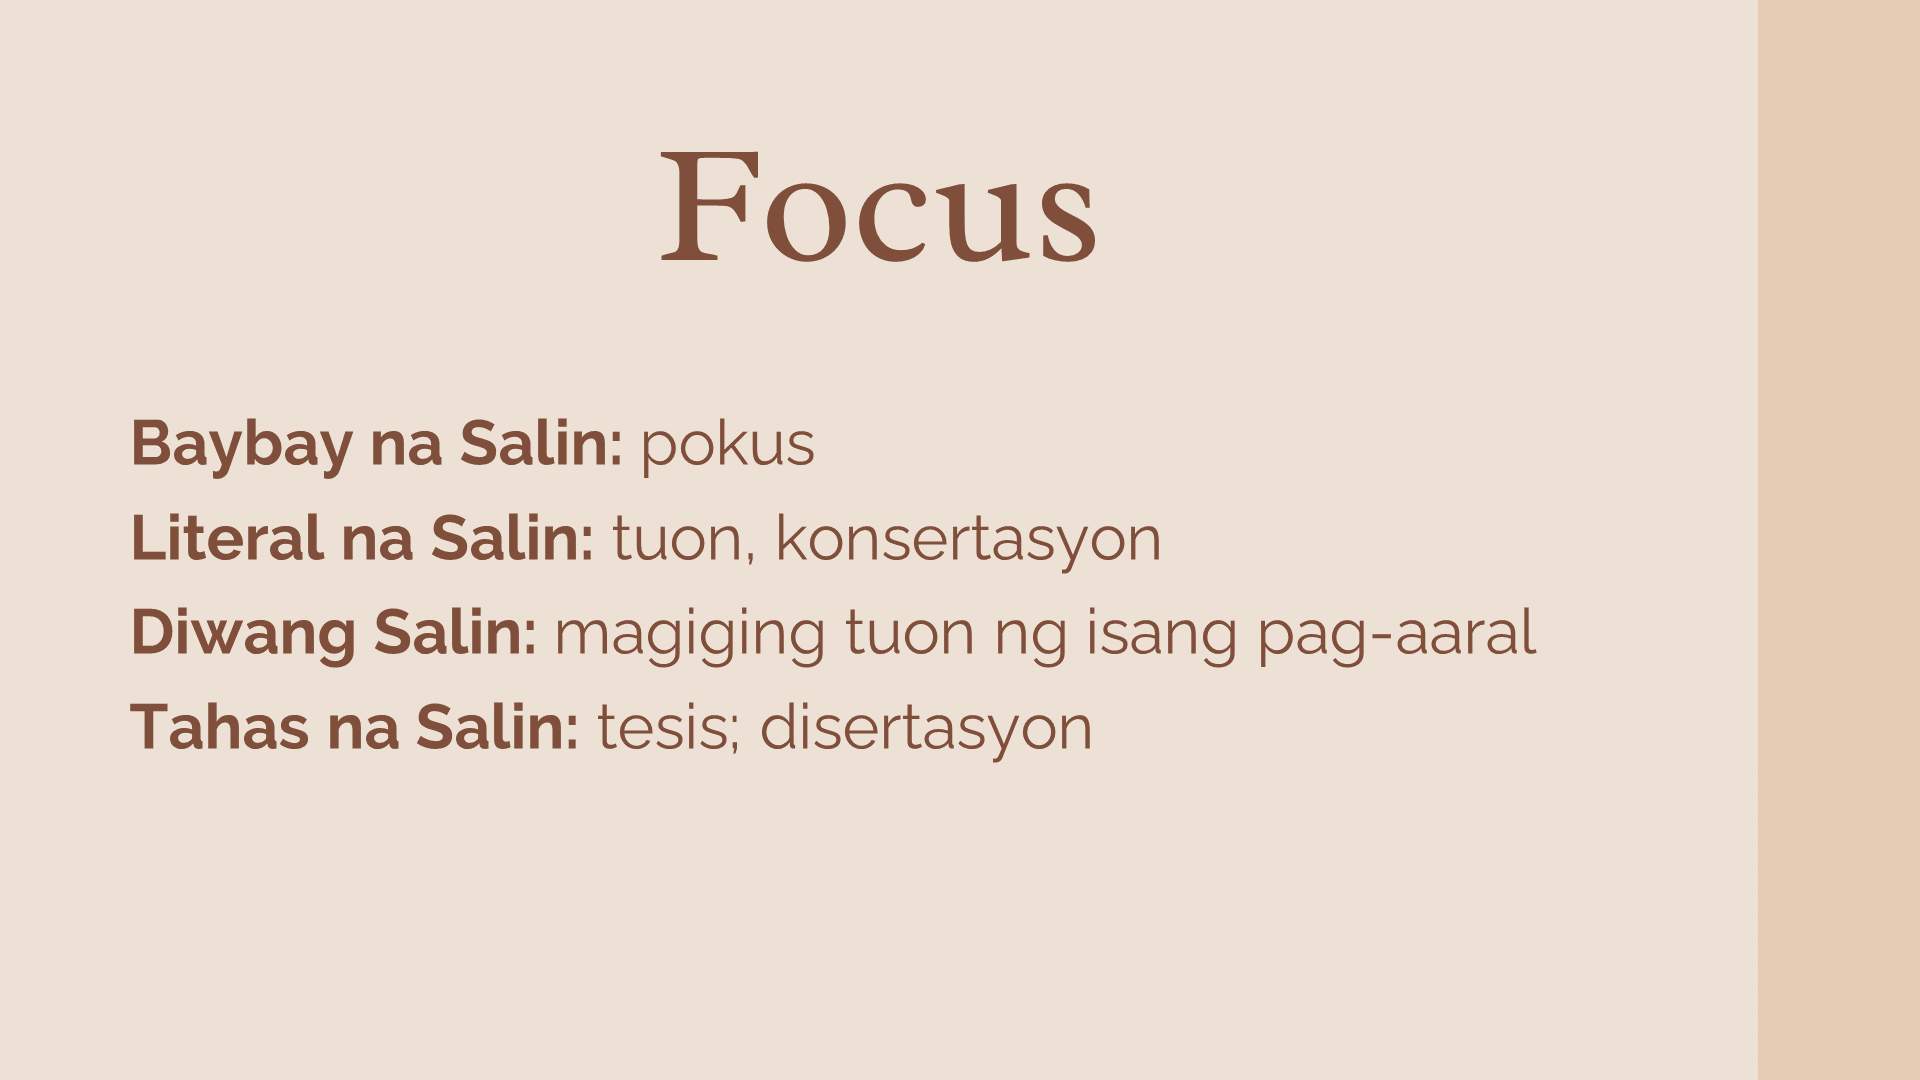 Focus
Baybay na Salin: pokus
Literal na Salin: tuon, konsertasyon
Diwang Salin: magiging tuon ng isang pag-aaral
Tahas na Salin: tesis; disertasyon